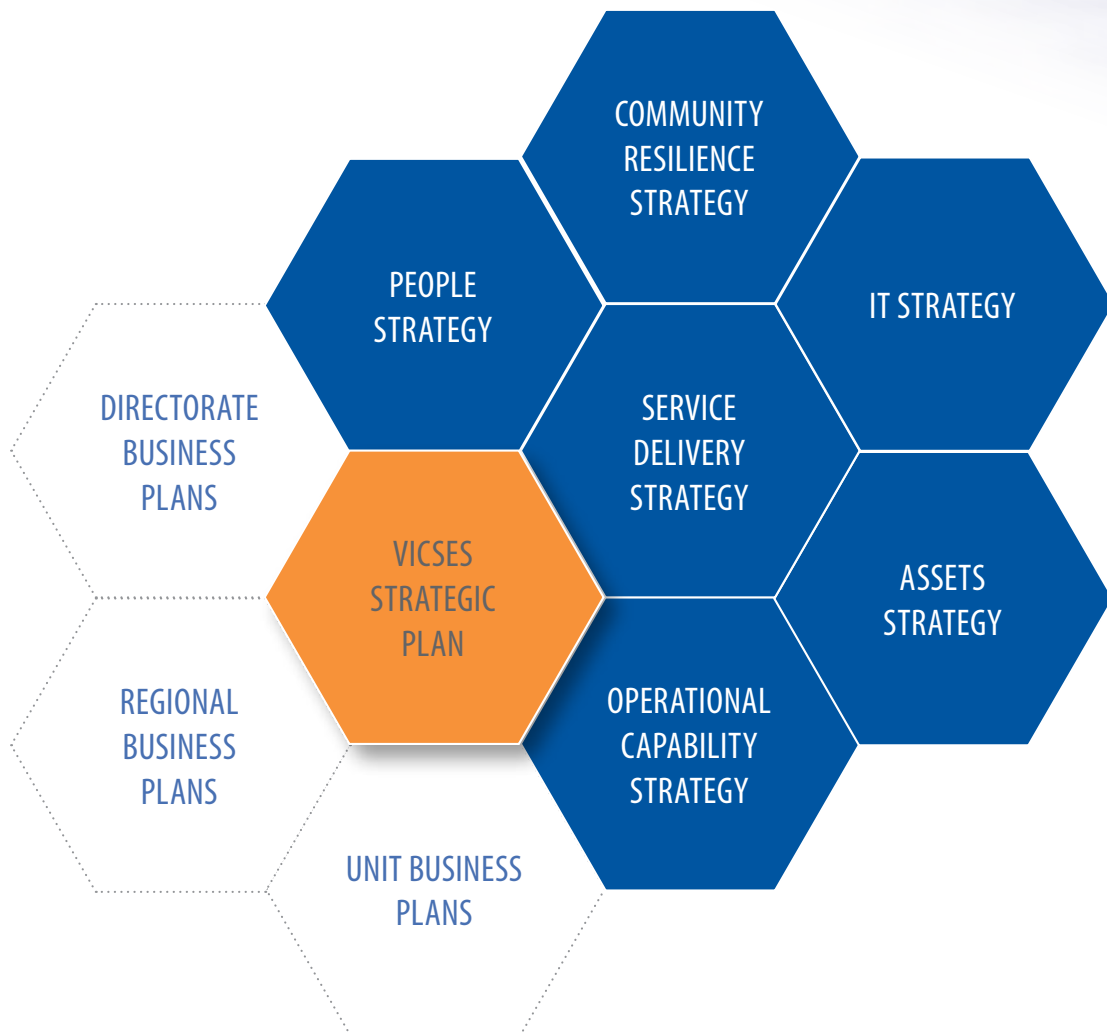 COMMUNITY
RESILIENCE
STRATEGY
PEOPLE
STRATEGY
IT STRATEGY
DIRECTORATE
BUSINESS
PLANS
SERVICE
DELIVERY
STRATEGY
VICSES
STRATEGIC
PLAN
ASSETS
STRATEGY
REGIONAL
BUSINESS
PLANS
OPERATIONAL
CAPABILITY
STRATEGY
UNIT BUSINESS
PLANS